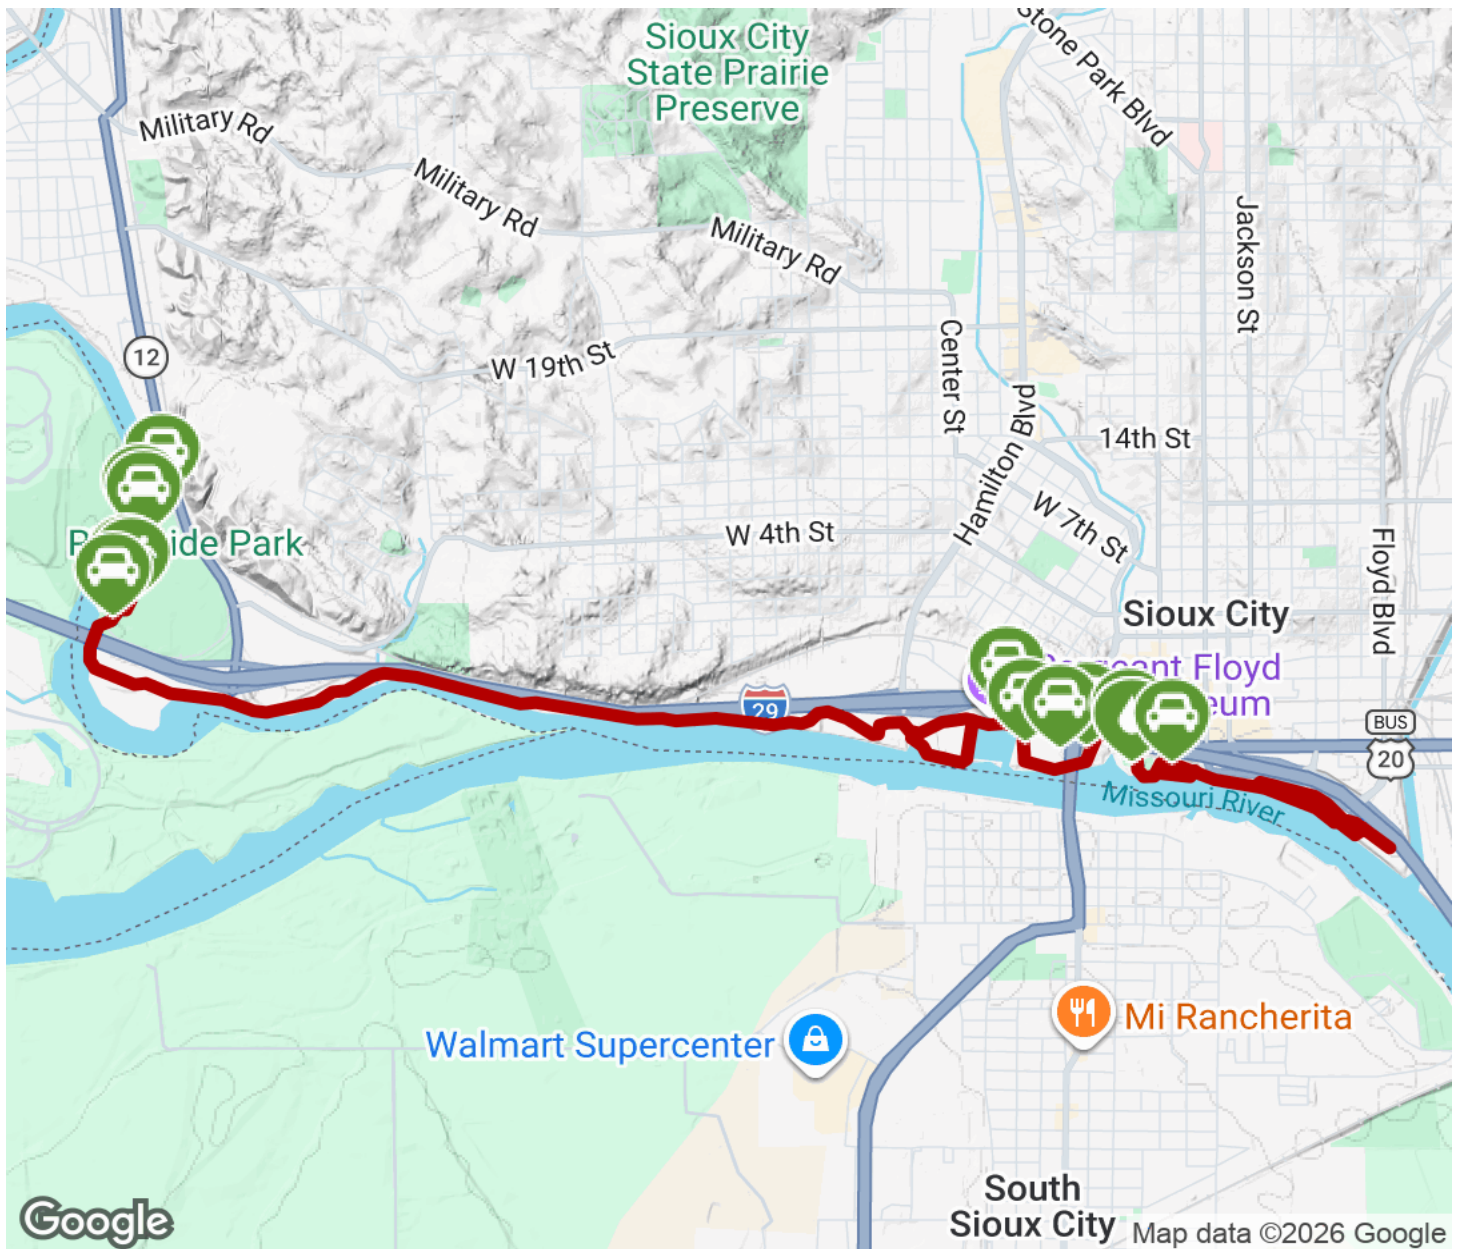 Sioux City
State Prairie
Preserve
Stone Park Blvd
Military Rd
Military Rd
Military Rd
Jackson St
12
W 19th St
Center St
Hamilton Blvd
14th St
W 7th St
W 4th St
Floyd Blvd
ide Park
Sioux City
Sergeant Floyd
eum
29
BUS
20
Missouri River
Walmart Supercenter
Mi Rancherita
South
Sioux City
Google
Map data ©2026 Google